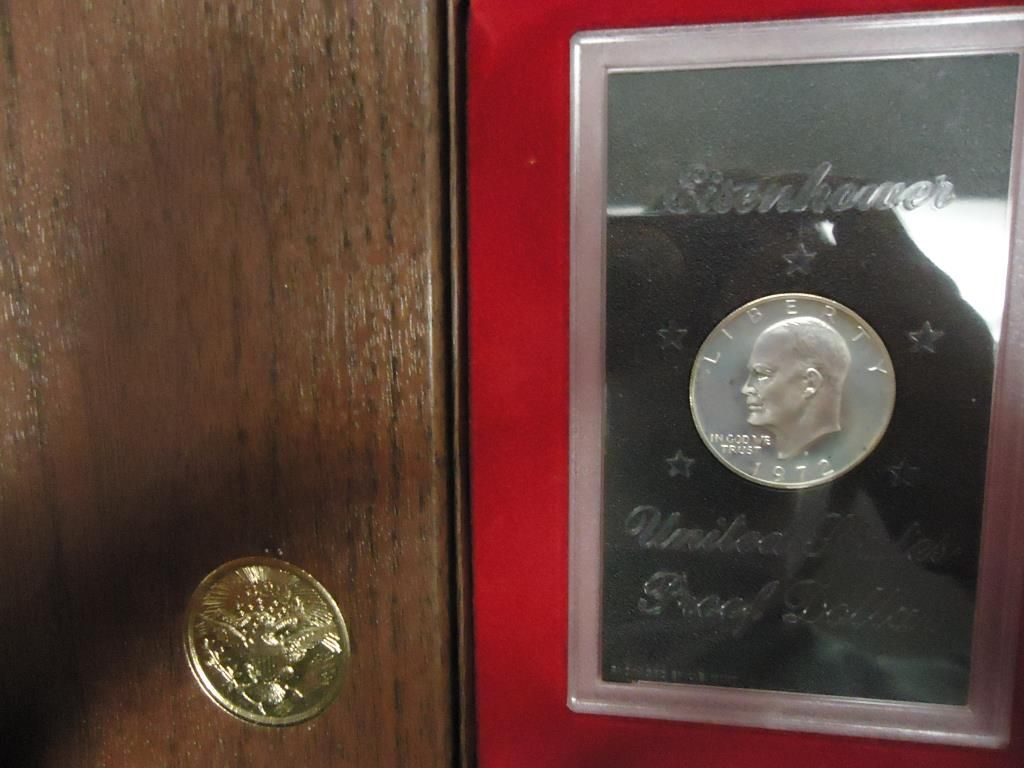 Eisenhower
LIBERTY
IN GOD WE
TRUST
1972
United States
Proof Dollar